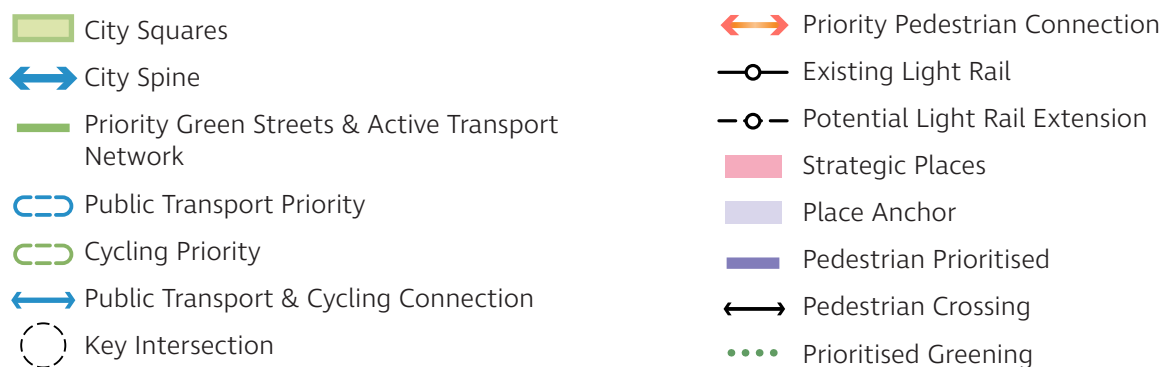 City Squares
City Spine
Priority Green Streets & Active Transport
Network
Public Transport Priority
Cycling Priority
Public Transport & Cycling Connection
Key Intersection
Priority Pedestrian Connection
Existing Light Rail
Potential Light Rail Extension
Strategic Places
Place Anchor
Pedestrian Prioritised
Pedestrian Crossing
Prioritised Greening